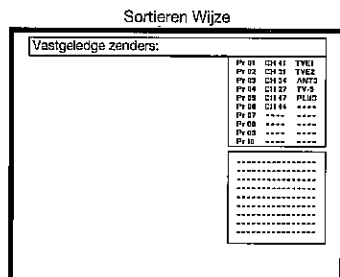 Sortieren Wijze
Vastgeledge zenders:
Pr 01 CH 41 TVE1
Pr 02 CH 31 TVE2
Pr 03 CH 34 ANT3
Pr 04 CH 27 TV-5
Pr 05 CH 47 PLUS
Pr 06 CH 44 ----
Pr 07 ---- ----
Pr 08 ---- ----
Pr 09 ---- ----
Pr 10 ---- ----